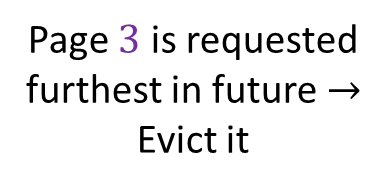 Page 3 is requested
furthest in future →
Evict it